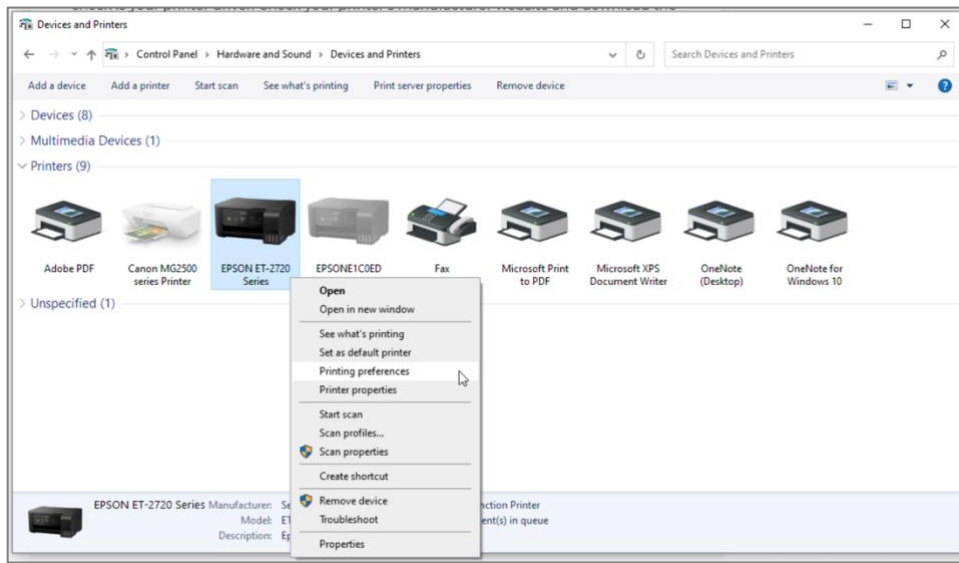 Devices and Printers
Control Panel > Hardware and Sound > Devices and Printers
Search Devices and Printers
Add a device Add a printer Start scan See what's printing Print server properties Remove device
Devices (8)
Multimedia Devices (1)
Printers (9)
Adobe PDF
Canon MG2500
series Printer
EPSON ET-2720
Series
EPSONE1C0ED
Fax
Microsoft Print
to PDF
Microsoft XPS
Document Writer
OneNote
(Desktop)
OneNote for
Windows 10
Unspecified (1)
Open
Open in new window
See what's printing
Set as default printer
Printing preferences
Printer properties
Start scan
Scan profiles...
Scan properties
Create shortcut
Remove device
Troubleshoot
Properties
EPSON ET-2720 Series Manufacturer:
Printer
Model:
in queue
Description: